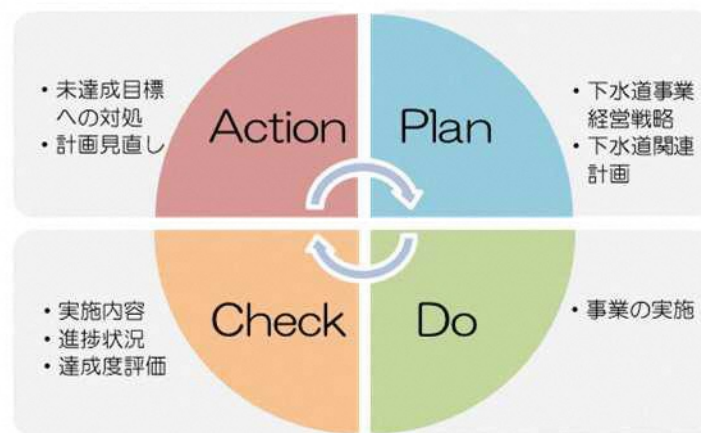 ・未達成目標
への対処
・計画見直し
Action
Plan
・下水道事業
経営戦略
・下水道関連
計画
・実施内容
・進捗状況
・達成度評価
Check
Do
・事業の実施